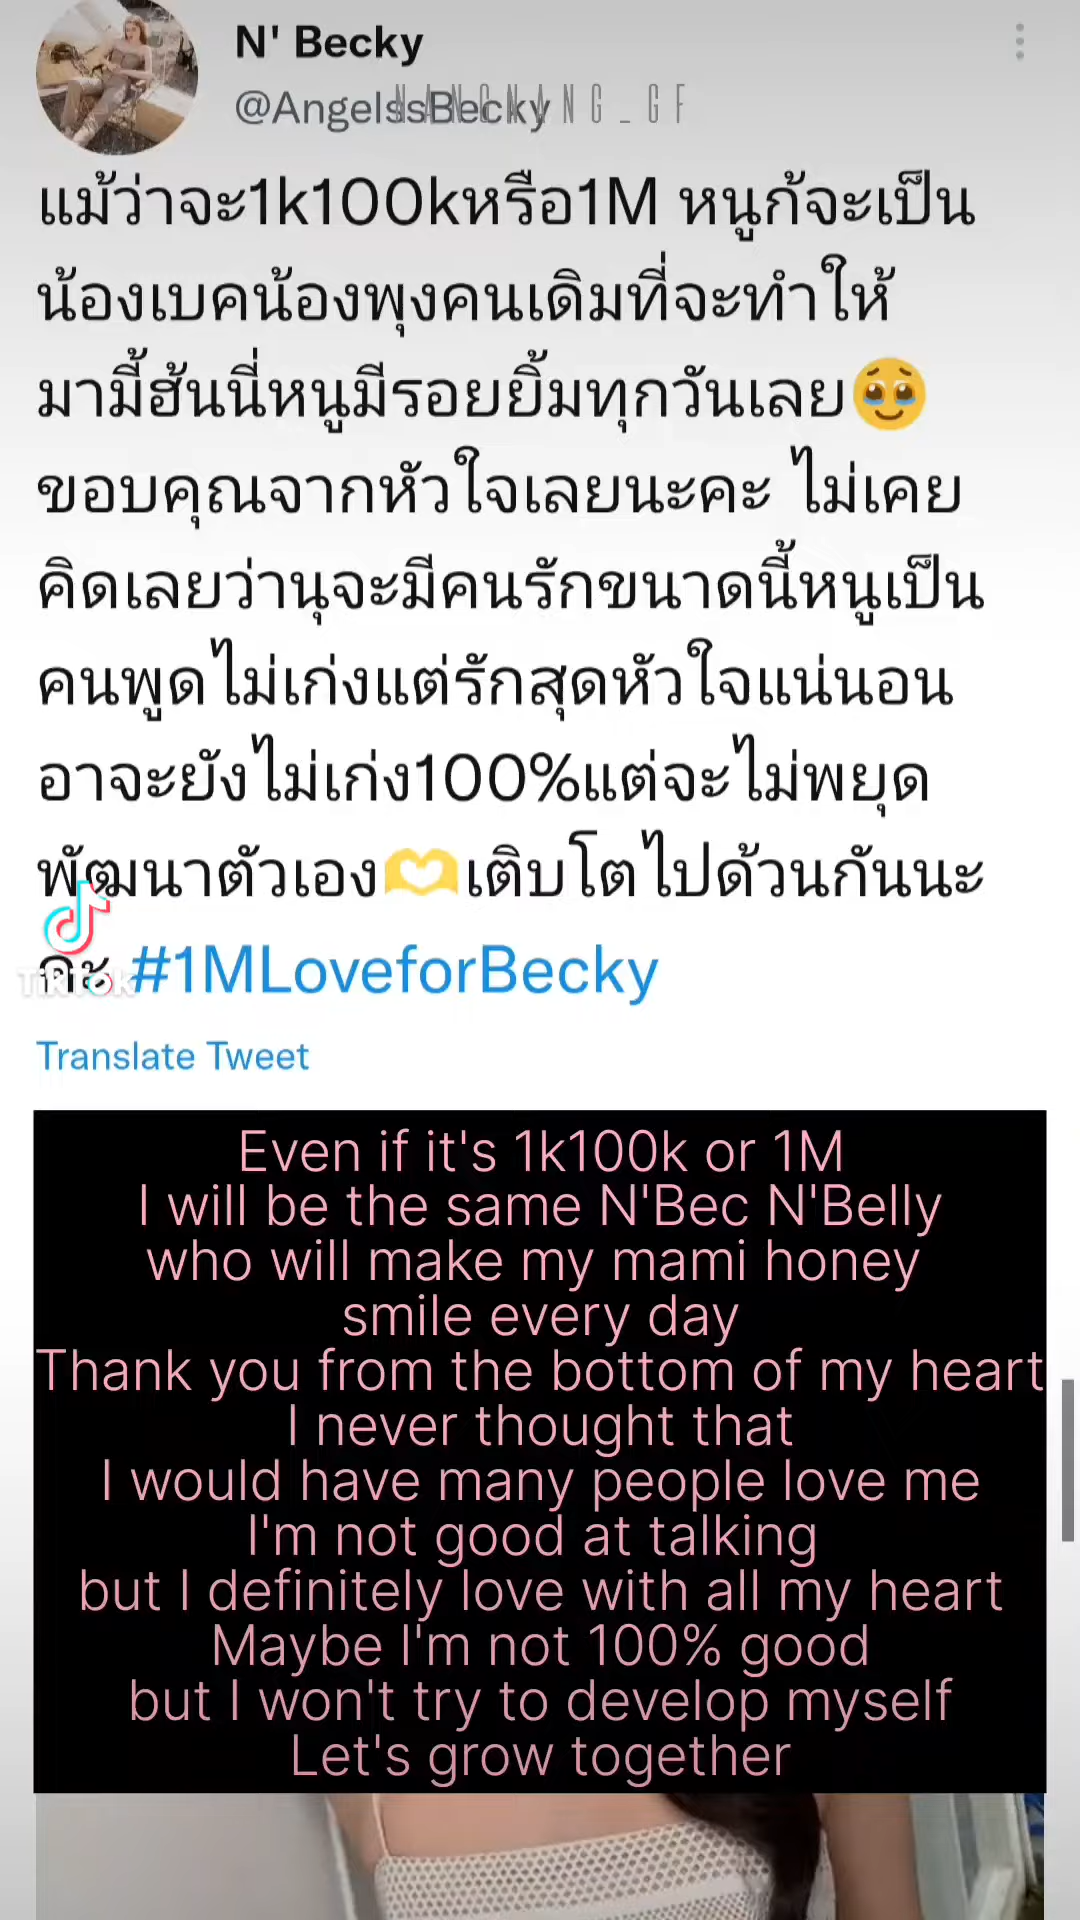 N' Becky
@AngelssBecky
NANGNANG_GF
แม้ว่าจะ1k100kหรือ1M หนูก้จะเป็น
น้องเบคน้องพุงคนเดิมที่จะทำให้
มามี้ฮันนี่หนูมีรอยยิ้มทุกวันเลย🥹
ขอบคุณจากหัวใจเลยนะคะ ไม่เคย
คิดเลยว่านุจะมีคนรักขนาดนี้หนูเป็น
คนพูดไม่เก่งแต่รักสุดหัวใจแน่นอน
อาจะยังไม่เก่ง100%แต่จะไม่พยุด
พัฒนาตัวเอง🫶เติบโตไปด้วนกันนะ
คะ #1MLoveforBecky
TikTok
Translate Tweet
Even if it's 1k100k or 1M
I will be the same N'Bec N'Belly
who will make my mami honey
smile every day
Thank you from the bottom of my heart
I never thought that
I would have many people love me
I'm not good at talking
but I definitely love with all my heart
Maybe I'm not 100% good
but I won't try to develop myself
Let's grow together